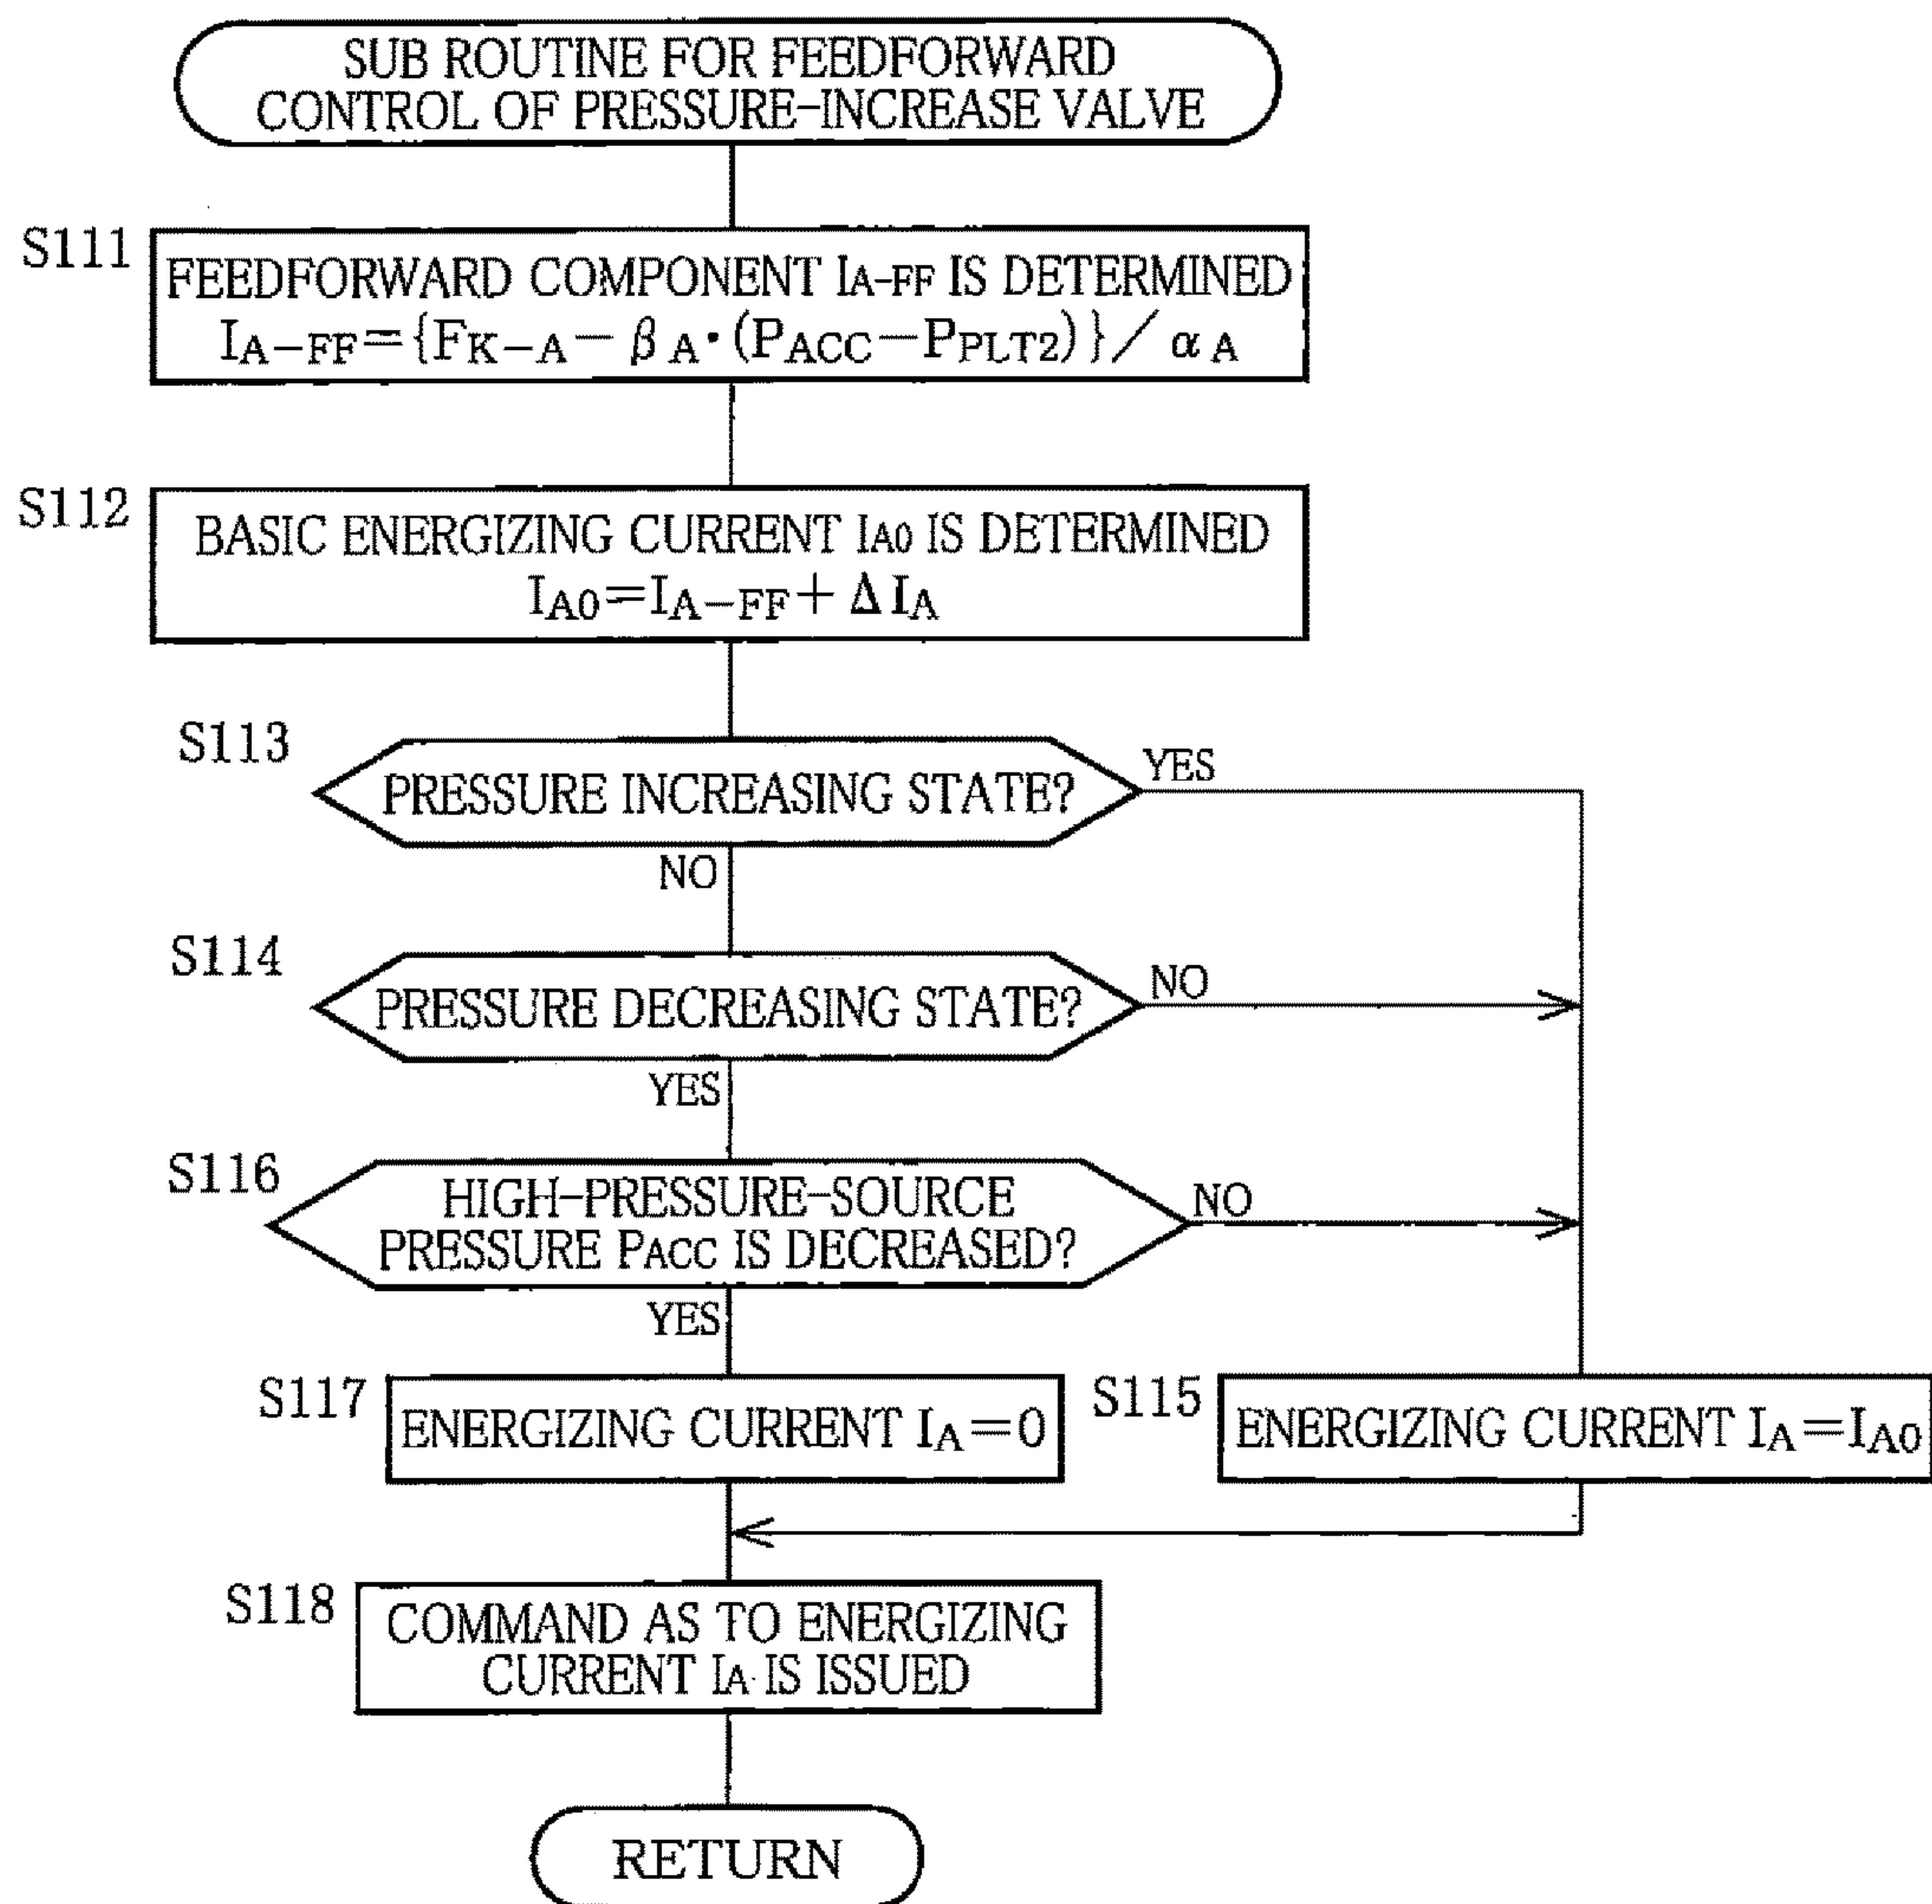 SUB ROUTINE FOR FEEDFORWARD
CONTROL OF PRESSURE-INCREASE VALVE
S111
FEEDFORWARD COMPONENT IA-FF IS DETERMINED
IA-FF={FK-A-βA·(PACC-PPLT2)}/αA
S112
BASIC ENERGIZING CURRENT IA0 IS DETERMINED
IA0=IA-FF+ΔIA
S113
PRESSURE INCREASING STATE?
YES
NO
S114
PRESSURE DECREASING STATE?
NO
YES
S116
HIGH-PRESSURE-SOURCE
PRESSURE PACC IS DECREASED?
NO
YES
S117
ENERGIZING CURRENT IA=0
S115
ENERGIZING CURRENT IA=IA0
S118
COMMAND AS TO ENERGIZING
CURRENT IA IS ISSUED
RETURN